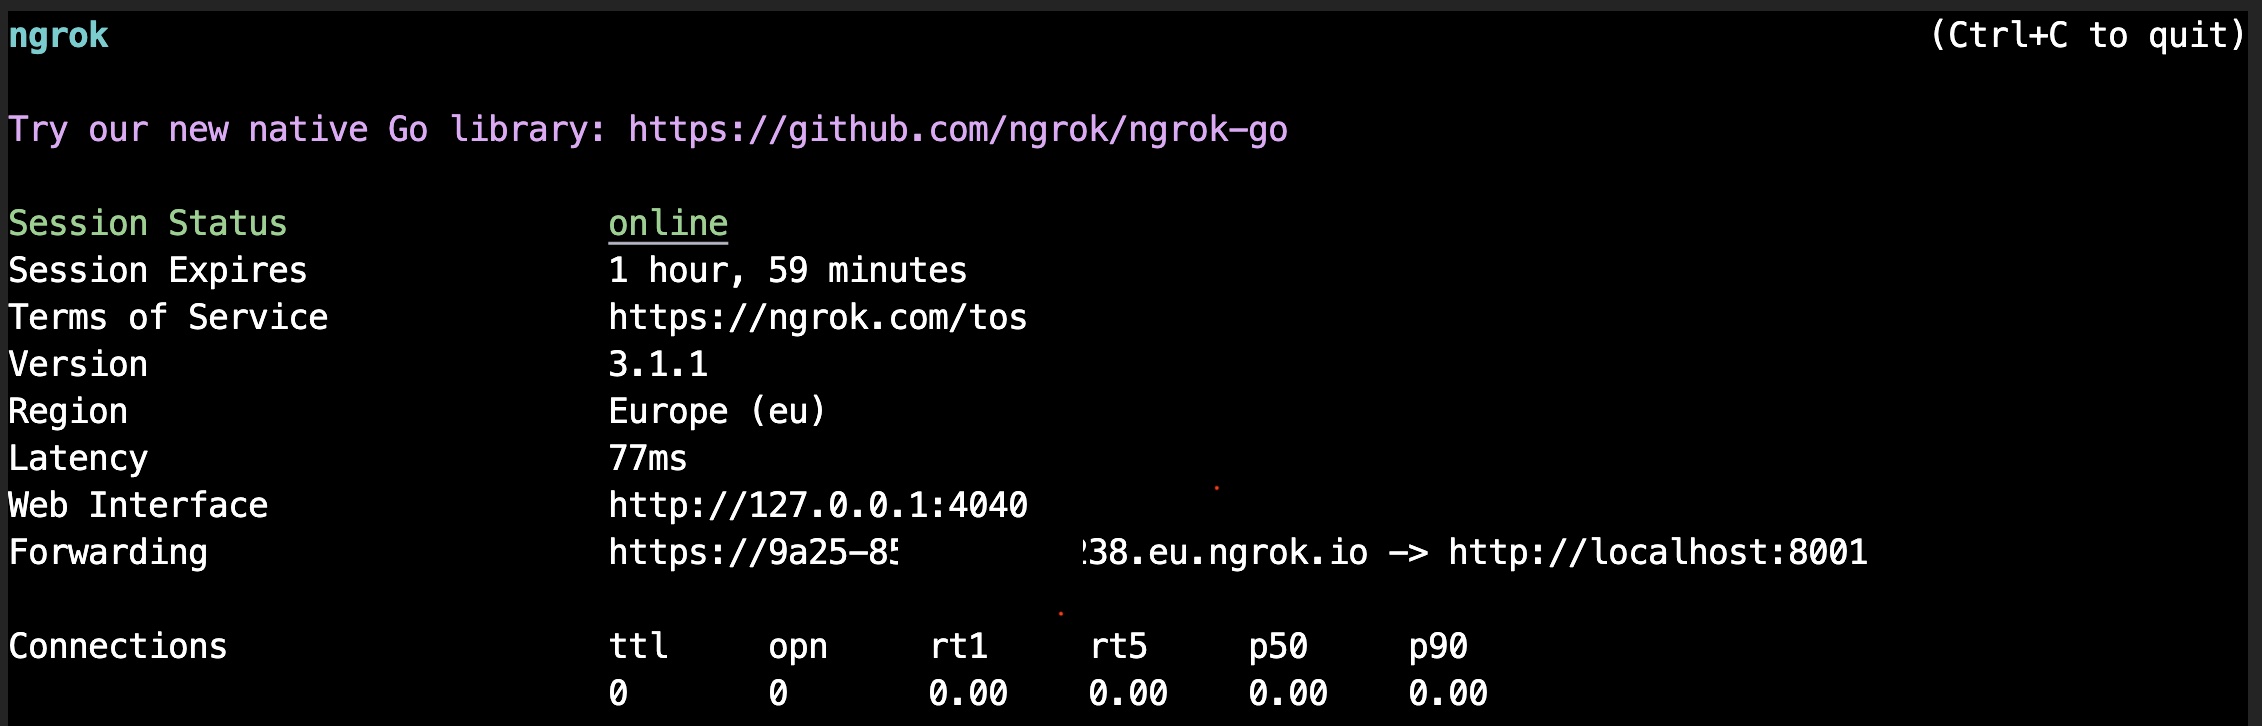 ngrok (Ctrl+C to quit)
Try our new native Go library: https://github.com/ngrok/ngrok-go
Session Status online
Session Expires 1 hour, 59 minutes
Terms of Service https://ngrok.com/tos
Version 3.1.1
Region Europe (eu)
Latency 77ms
Web Interface http://127.0.0.1:4040
Forwarding https://9a25-8 38.eu.ngrok.io -> http://localhost:8001
Connections ttl opn rt1 rt5 p50 p90
0 0 0.00 0.00 0.00 0.00